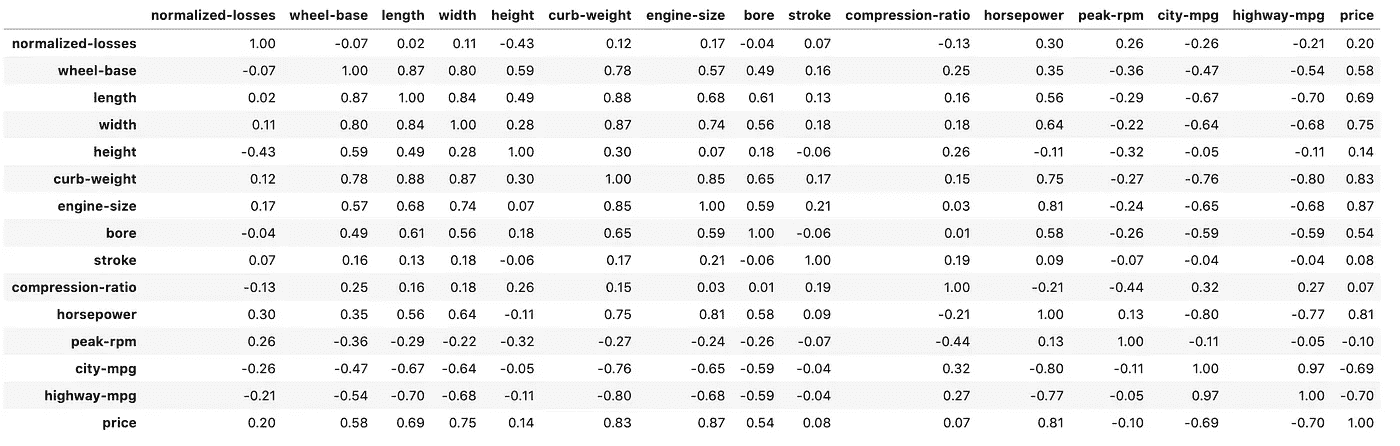 normalized-losses wheel-base length width height curb-weight engine-size bore stroke compression-ratio horsepower peak-rpm city-mpg highway-mpg price
normalized-losses 1.00 -0.07 0.02 0.11 -0.43 0.12 0.17 -0.04 0.07 -0.13 0.30 0.26 -0.26 -0.21 0.20
wheel-base -0.07 1.00 0.87 0.80 0.59 0.78 0.57 0.49 0.16 0.25 0.35 -0.36 -0.47 -0.54 0.58
length 0.02 0.87 1.00 0.84 0.49 0.88 0.68 0.61 0.13 0.16 0.56 -0.29 -0.67 -0.70 0.69
width 0.11 0.80 0.84 1.00 0.28 0.87 0.74 0.56 0.18 0.18 0.64 -0.22 -0.64 -0.68 0.75
height -0.43 0.59 0.49 0.28 1.00 0.30 0.07 0.18 -0.06 0.26 -0.11 -0.32 -0.05 -0.11 0.14
curb-weight 0.12 0.78 0.88 0.87 0.30 1.00 0.85 0.65 0.17 0.15 0.75 -0.27 -0.76 -0.80 0.83
engine-size 0.17 0.57 0.68 0.74 0.07 0.85 1.00 0.59 0.21 0.03 0.81 -0.24 -0.65 -0.68 0.87
bore -0.04 0.49 0.61 0.56 0.18 0.65 0.59 1.00 -0.06 0.01 0.58 -0.26 -0.59 -0.59 0.54
stroke 0.07 0.16 0.13 0.18 -0.06 0.17 0.21 -0.06 1.00 0.19 0.09 -0.07 -0.04 -0.04 0.08
compression-ratio -0.13 0.25 0.16 0.18 0.26 0.15 0.03 0.01 0.19 1.00 -0.21 -0.44 0.32 0.27 0.07
horsepower 0.30 0.35 0.56 0.64 -0.11 0.75 0.81 0.58 0.09 -0.21 1.00 0.13 -0.80 -0.77 0.81
peak-rpm 0.26 -0.36 -0.29 -0.22 -0.32 -0.27 -0.24 -0.26 -0.07 -0.44 0.13 1.00 -0.11 -0.05 -0.10
city-mpg -0.26 -0.47 -0.67 -0.64 -0.05 -0.76 -0.65 -0.59 -0.04 0.32 -0.80 -0.11 1.00 0.97 -0.69
highway-mpg -0.21 -0.54 -0.70 -0.68 -0.11 -0.80 -0.68 -0.59 -0.04 0.27 -0.77 -0.05 0.97 1.00 -0.70
price 0.20 0.58 0.69 0.75 0.14 0.83 0.87 0.54 0.08 0.07 0.81 -0.10 -0.69 -0.70 1.00